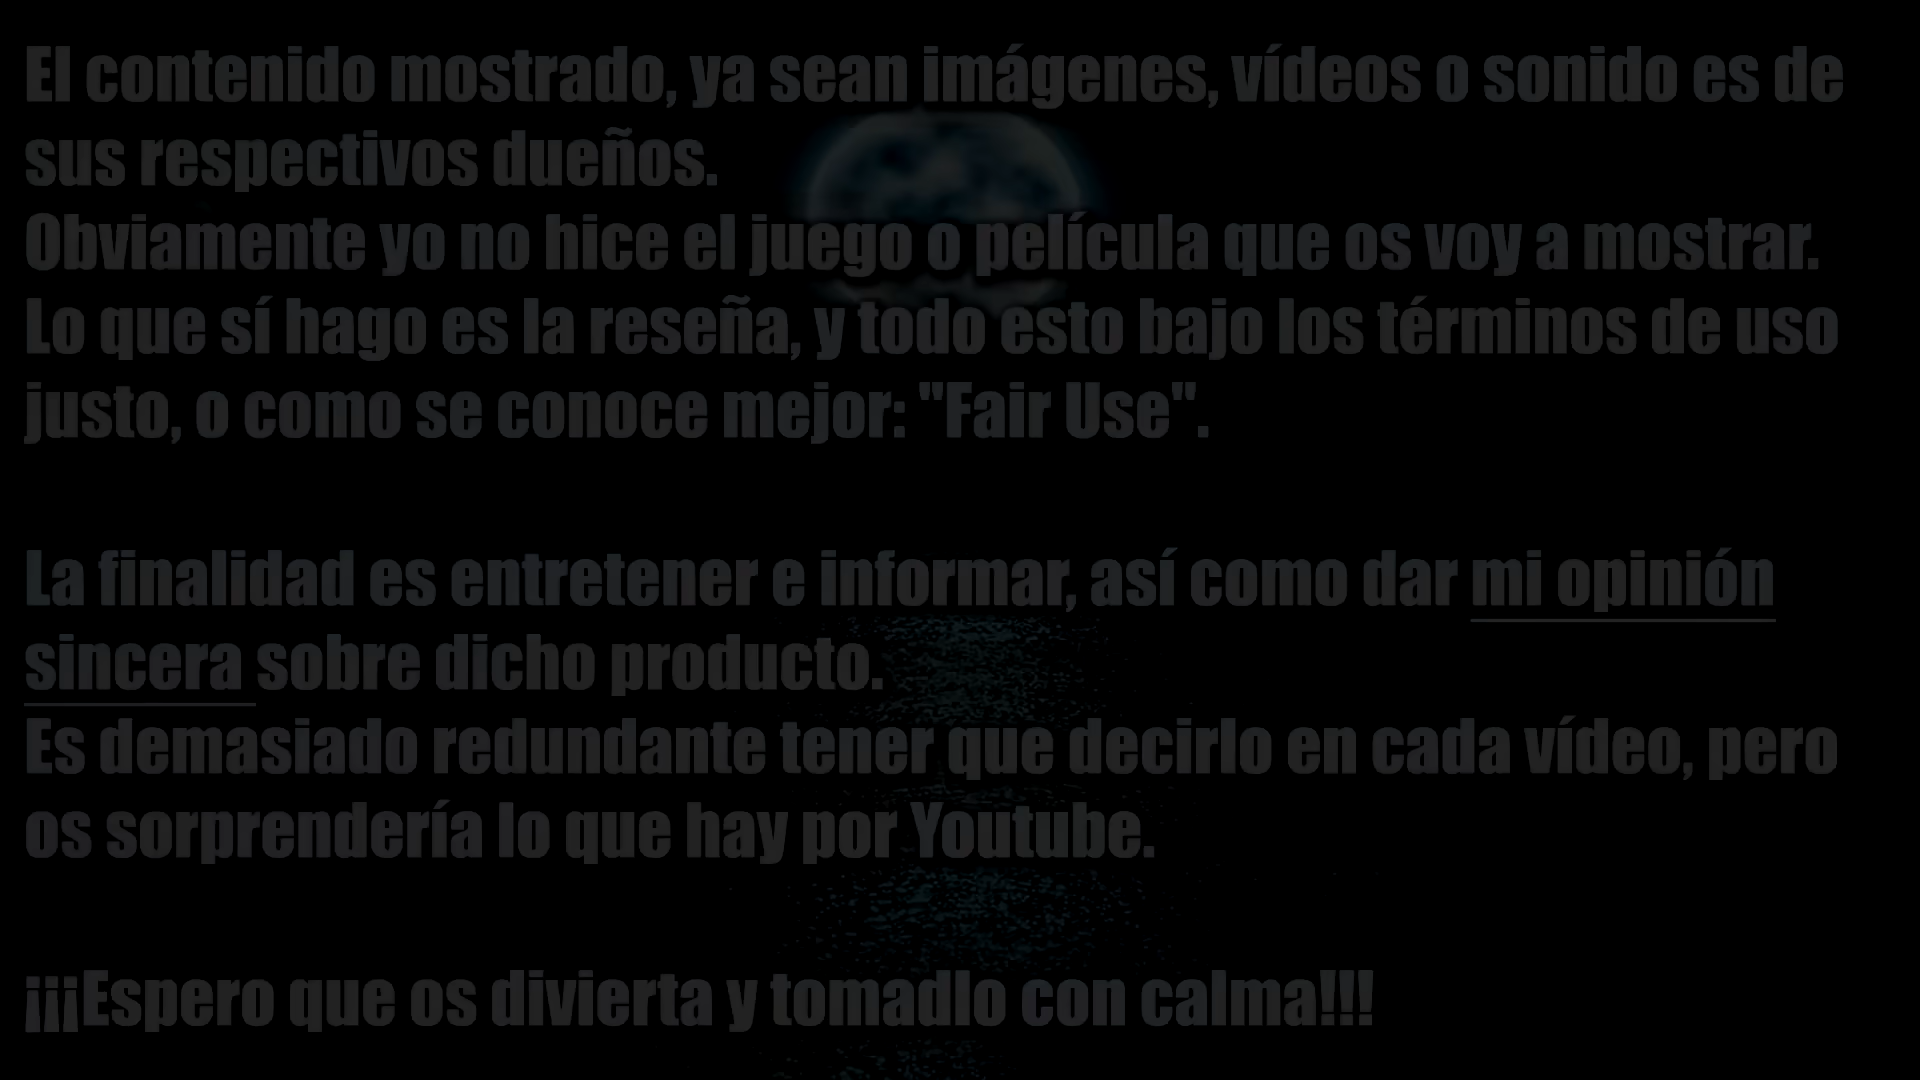 El contenido mostrado, ya sean imágenes, vídeos o sonido es de
sus respectivos dueños.
Obviamente yo no hice el juego o película que os voy a mostrar.
Lo que sí hago es la reseña, y todo esto bajo los términos de uso
justo, o como se conoce mejor: "Fair Use".
La finalidad es entretener e informar, así como dar mi opinión
sincera sobre dicho producto.
Es demasiado redundante tener que decirlo en cada vídeo, pero
os sorprendería lo que hay por Youtube.
¡¡¡Espero que os divierta y tomadlo con calma!!!